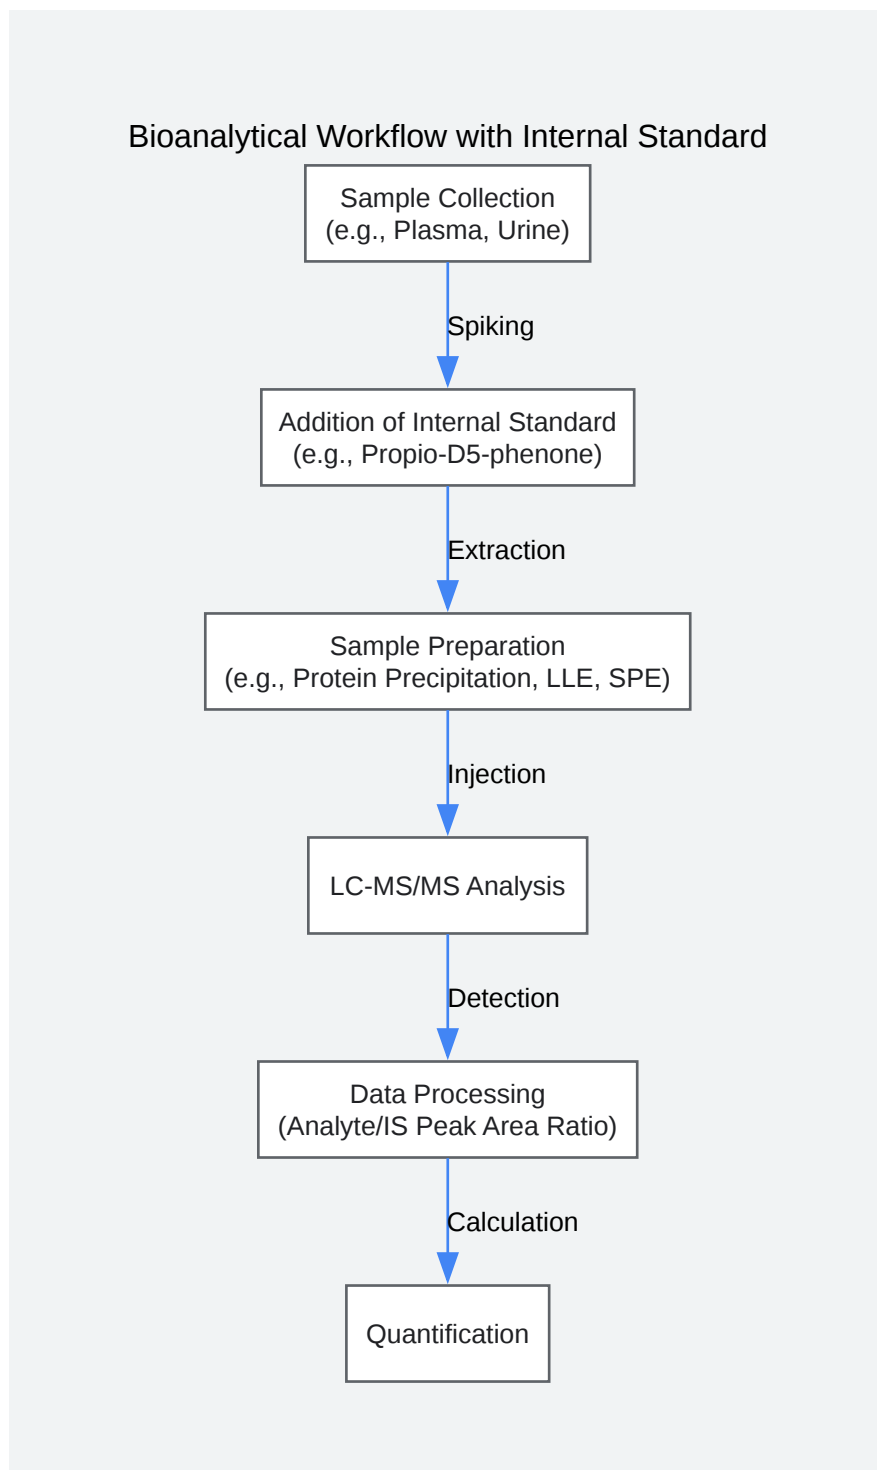 Bioanalytical Workflow with Internal Standard
Sample Collection
(e.g., Plasma, Urine)
Spiking
Addition of Internal Standard
(e.g., Propio-D5-phenone)
Extraction
Sample Preparation
(e.g., Protein Precipitation, LLE, SPE)
Injection
LC-MS/MS Analysis
Detection
Data Processing
(Analyte/IS Peak Area Ratio)
Calculation
Quantification